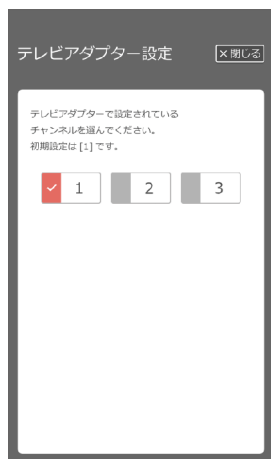 テレビアダプター設定
×閉じる
テレビアダプターで設定されている
チャンネルを選んでください。
初期設定は [1] です。
1 2 3